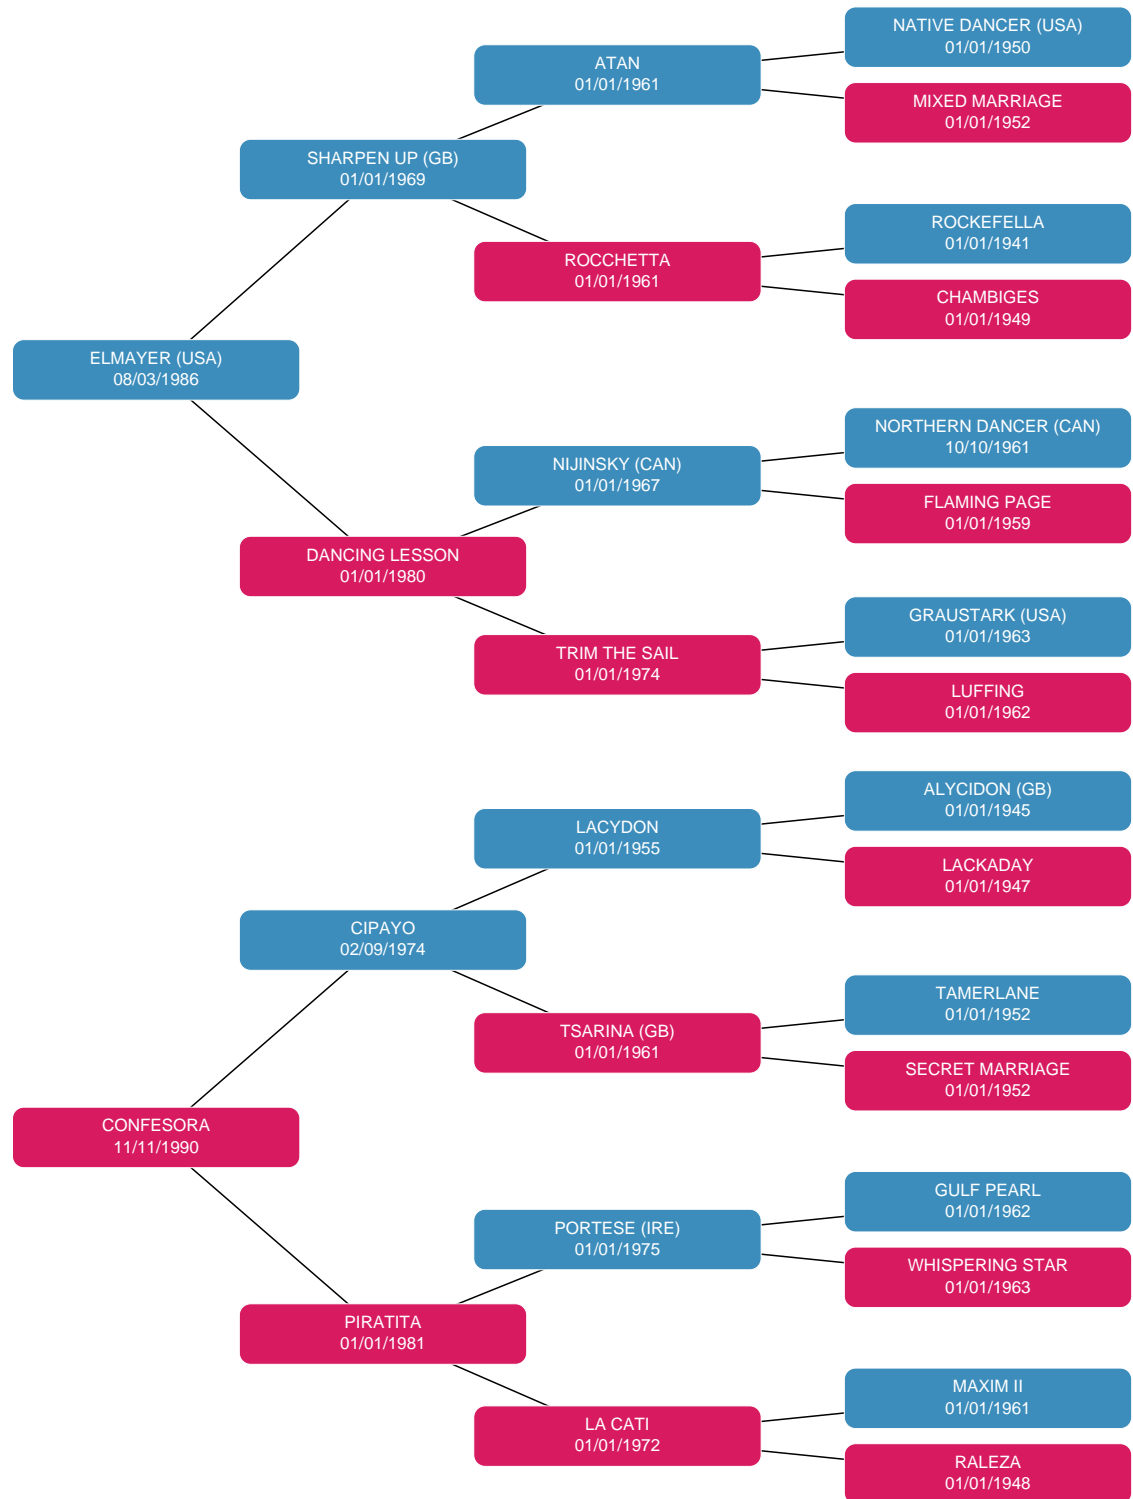 NATIVE DANCER (USA)
01/01/1950
ATAN
01/01/1961
MIXED MARRIAGE
01/01/1952
SHARPEN UP (GB)
01/01/1969
ROCKEFELLA
01/01/1941
ROCCHETTA
01/01/1961
CHAMBIGES
01/01/1949
ELMAYER (USA)
08/03/1986
NORTHERN DANCER (CAN)
10/10/1961
NIJINSKY (CAN)
01/01/1967
FLAMING PAGE
01/01/1959
DANCING LESSON
01/01/1980
GRAUSTARK (USA)
01/01/1963
TRIM THE SAIL
01/01/1974
LUFFING
01/01/1962
ALYCIDON (GB)
01/01/1945
LACYDON
01/01/1955
LACKADAY
01/01/1947
CIPAYO
02/09/1974
TAMERLANE
01/01/1952
TSARINA (GB)
01/01/1961
SECRET MARRIAGE
01/01/1952
CONFESORA
11/11/1990
GULF PEARL
01/01/1962
PORTESE (IRE)
01/01/1975
WHISPERING STAR
01/01/1963
PIRATITA
01/01/1981
MAXIM II
01/01/1961
LA CATI
01/01/1972
RALEZA
01/01/1948